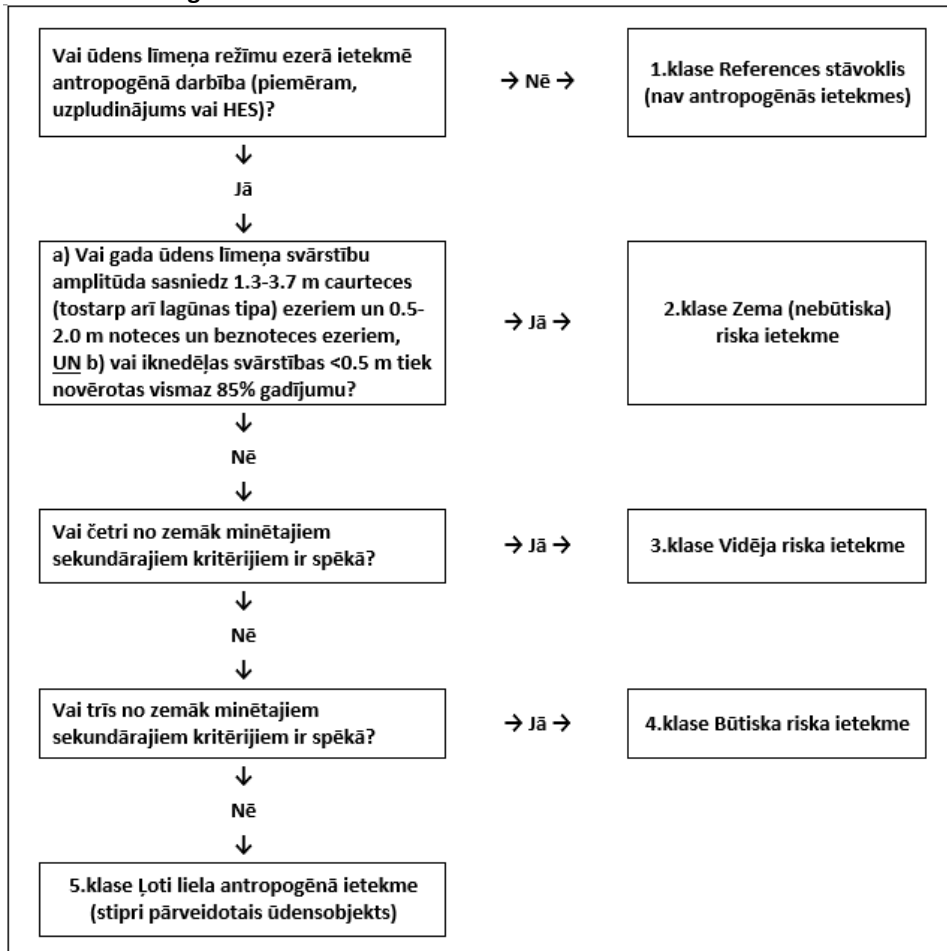 Vai ūdens līmeņa režīmu ezerā ietekmē
antropogēnā darbība (piemēram,
uzpludinājums vai HES)?
→ Nē →
1.klase References stāvoklis
(nav antropogēnās ietekmes)
↓
Jā
↓
a) Vai gada ūdens līmeņa svārstību
amplitūda sasniedz 1.3-3.7 m caurteces
(tostarp arī lagūnas tipa) ezeriem un 0.5-
2.0 m noteces un beznoteces ezeriem,
UN b) vai iknedēļas svārstības <0.5 m tiek
novērotas vismaz 85% gadījumu?
→ Jā →
2.klase Zema (nebūtiska)
riska ietekme
↓
Nē
↓
Vai četri no zemāk minētajiem
sekundārajiem kritērijiem ir spēkā?
→ Jā →
3.klase Vidēja riska ietekme
↓
Nē
↓
Vai trīs no zemāk minētajiem
sekundārajiem kritērijiem ir spēkā?
→ Jā →
4.klase Būtiska riska ietekme
↓
Nē
↓
5.klase Ļoti liela antropogēnā ietekme
(stipri pārveidotais ūdensobjekts)